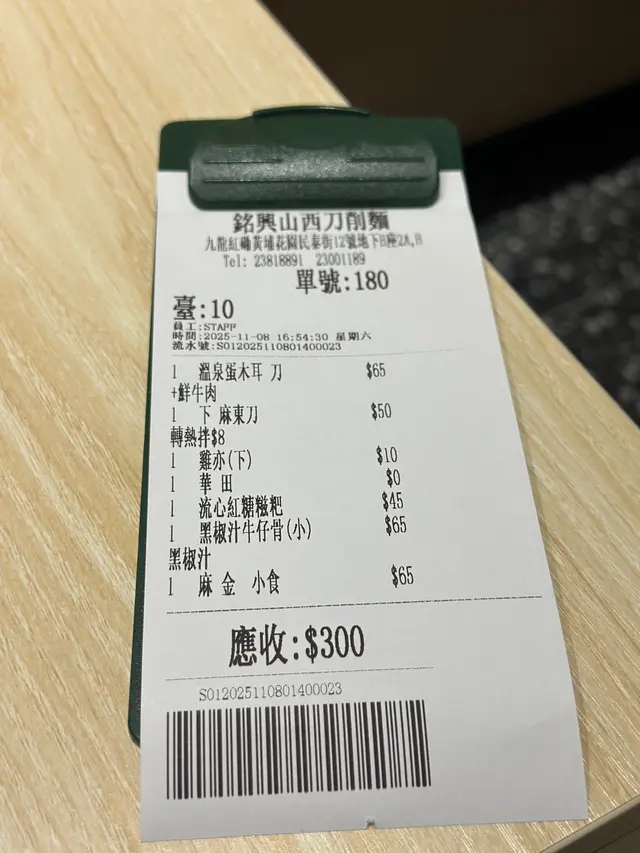 銘興山西刀削麵
九龍紅磡黃埔花園民泰街12號地下B座2A,B
Tel: 23818891 23001189
單號:180
臺:10
員工:STAFF
時間:2025-11-08 16:54:30 星期六
流水號:S012025110801400023
1 溫泉蛋木耳 刀 $65
+鮮牛肉
1 下 麻東刀 $50
轉熱拌$8
1 雞亦(下) $10
1 華 田 $0
1 流心紅糖糍粑 $45
1 黑椒汁牛仔骨(小) $65
黑椒汁
1 麻 金 小食 $65
應收:$300
S012025110801400023